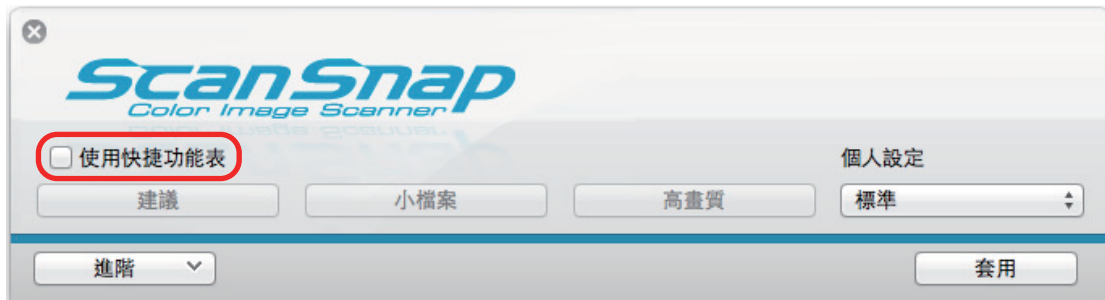 ScanSnap
Color Image Scanner
使用快捷功能表
個人設定
建議
小檔案
高畫質
標準
進階
套用